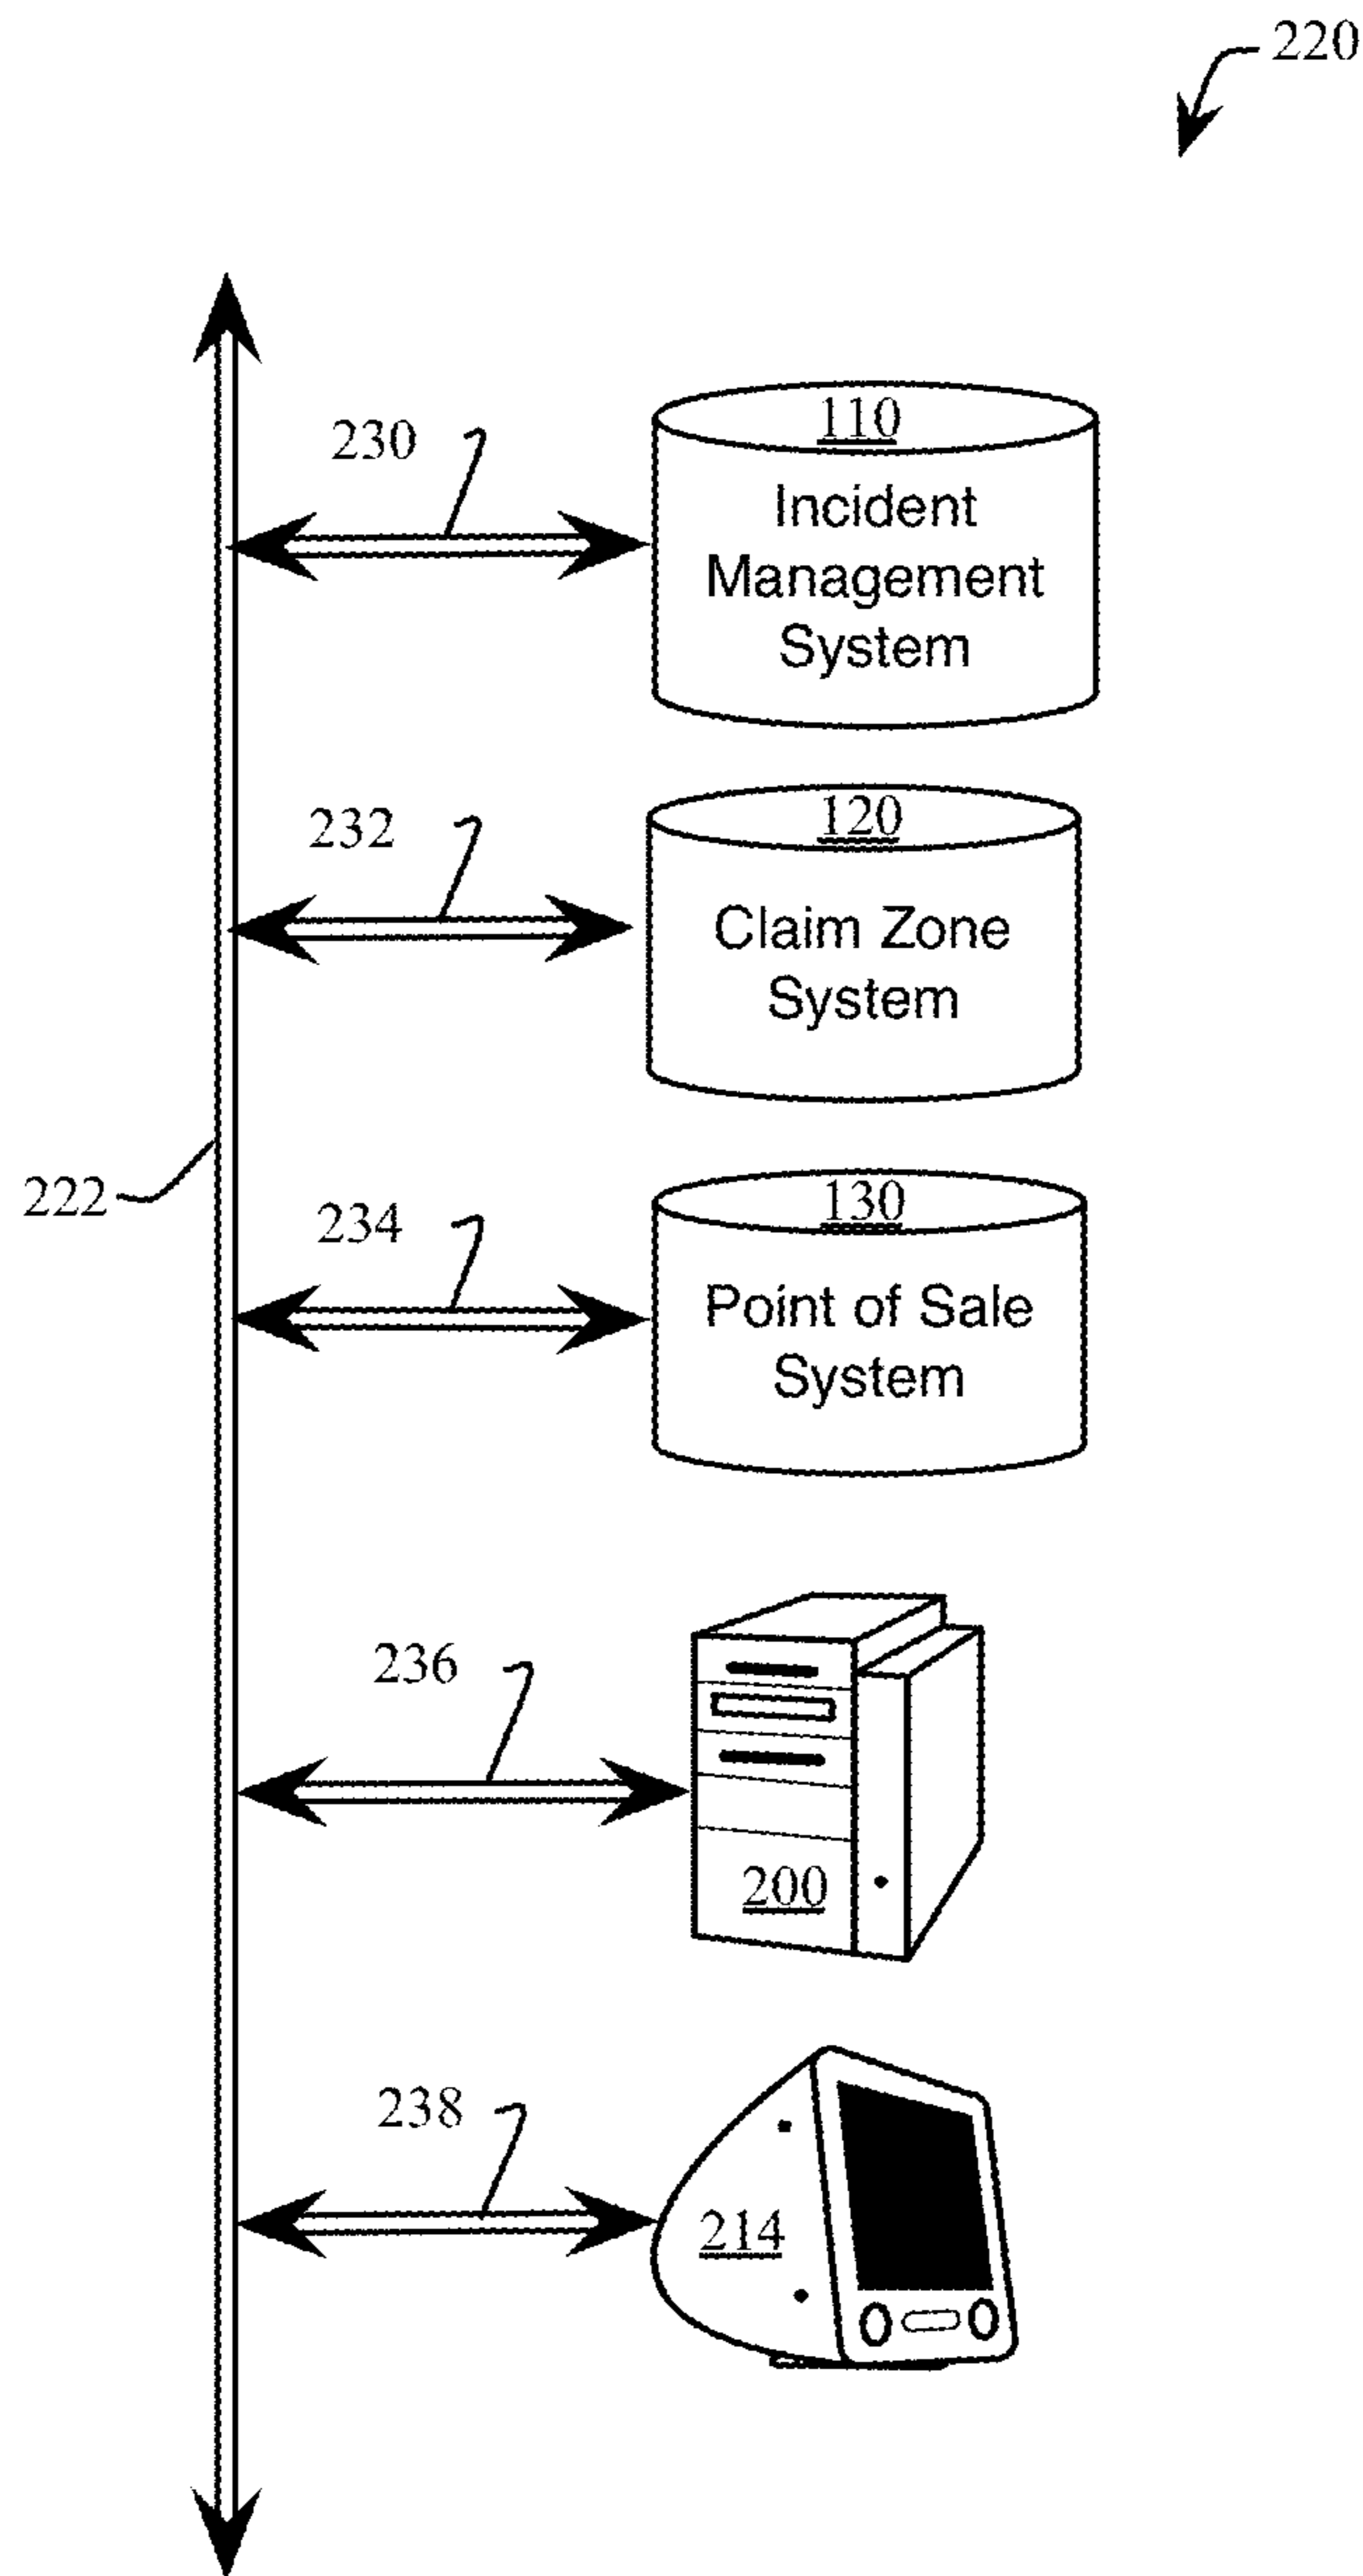 220
230
110
Incident
Management
System
232
120
Claim Zone
System
222
234
130
Point of Sale
System
236
200
238
214